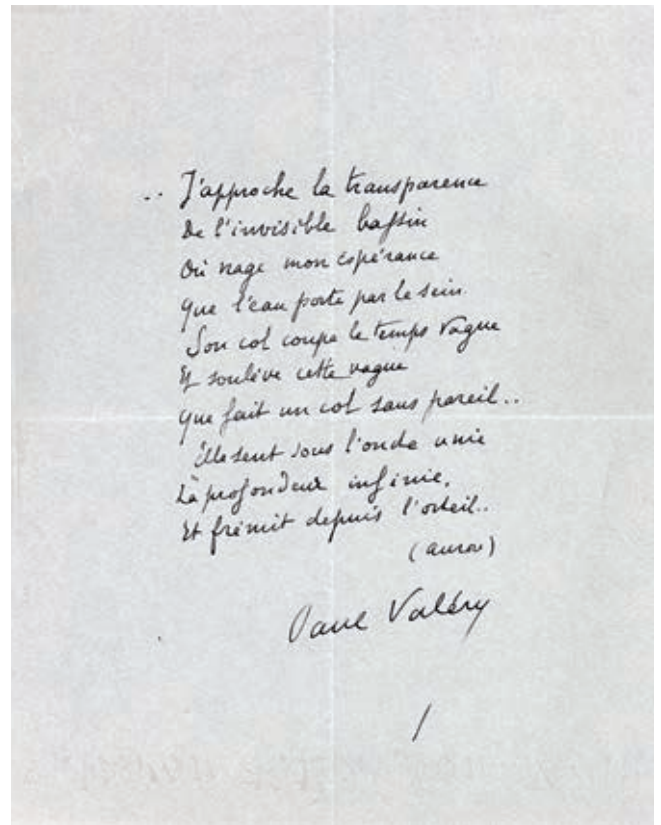 .. J'approche la transparence
De l'invisible bassin
Où nage mon espérance
Que l'eau porte par le sein.
Son col coupe le temps vague
Et soulève cette vague
Que fait un col sans pareil..
Elle sent sous l'onde unie
La profondeur infinie,
Et frémit depuis l'orteil..
(aurore)
Paul Valéry
/